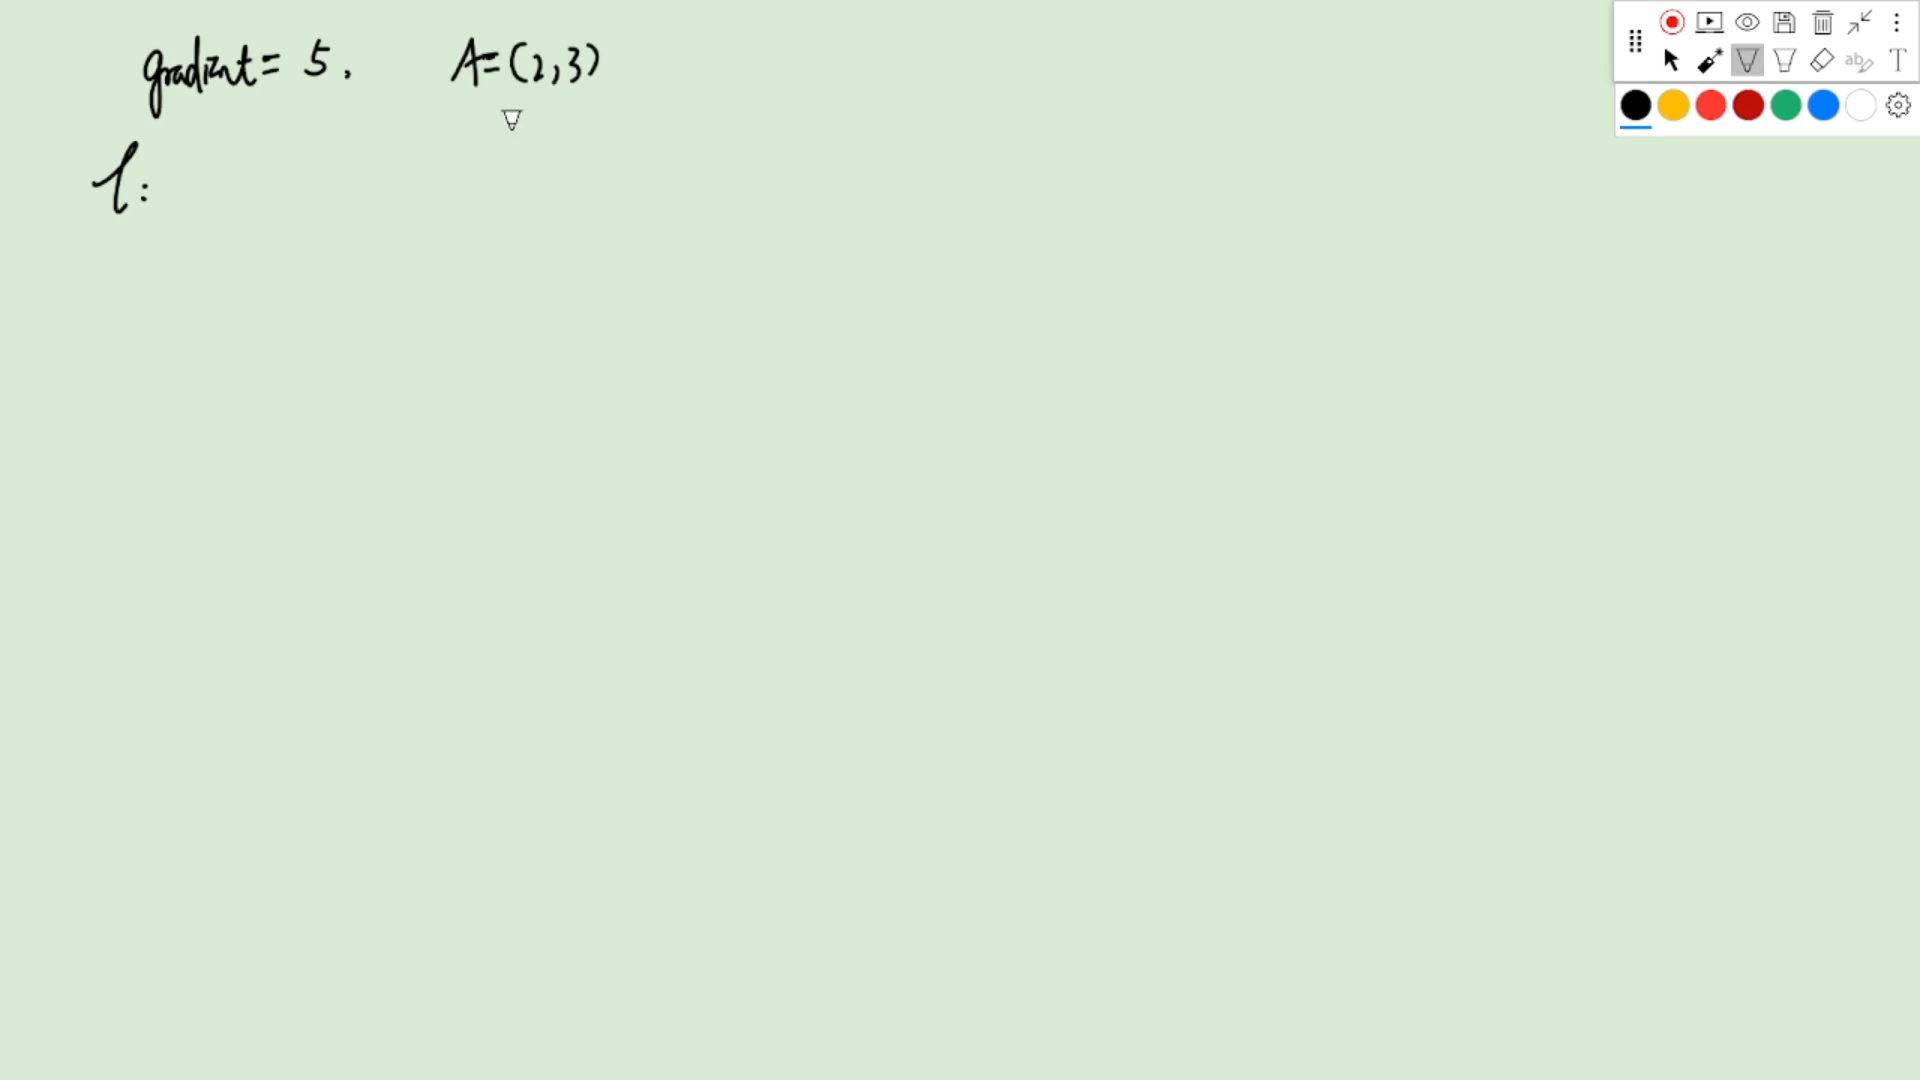 gradient = 5, A=(2,3)
l: